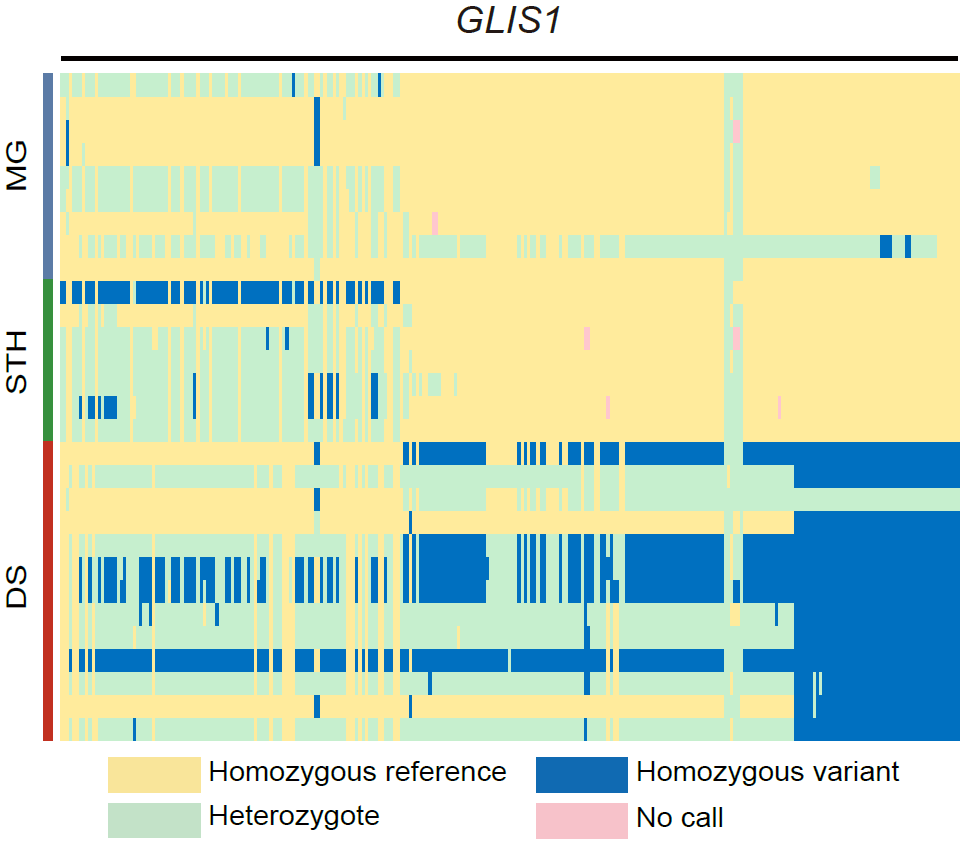 GLIS1
MG
STH
DS
Homozygous reference
Homozygous variant
Heterozygote
No call